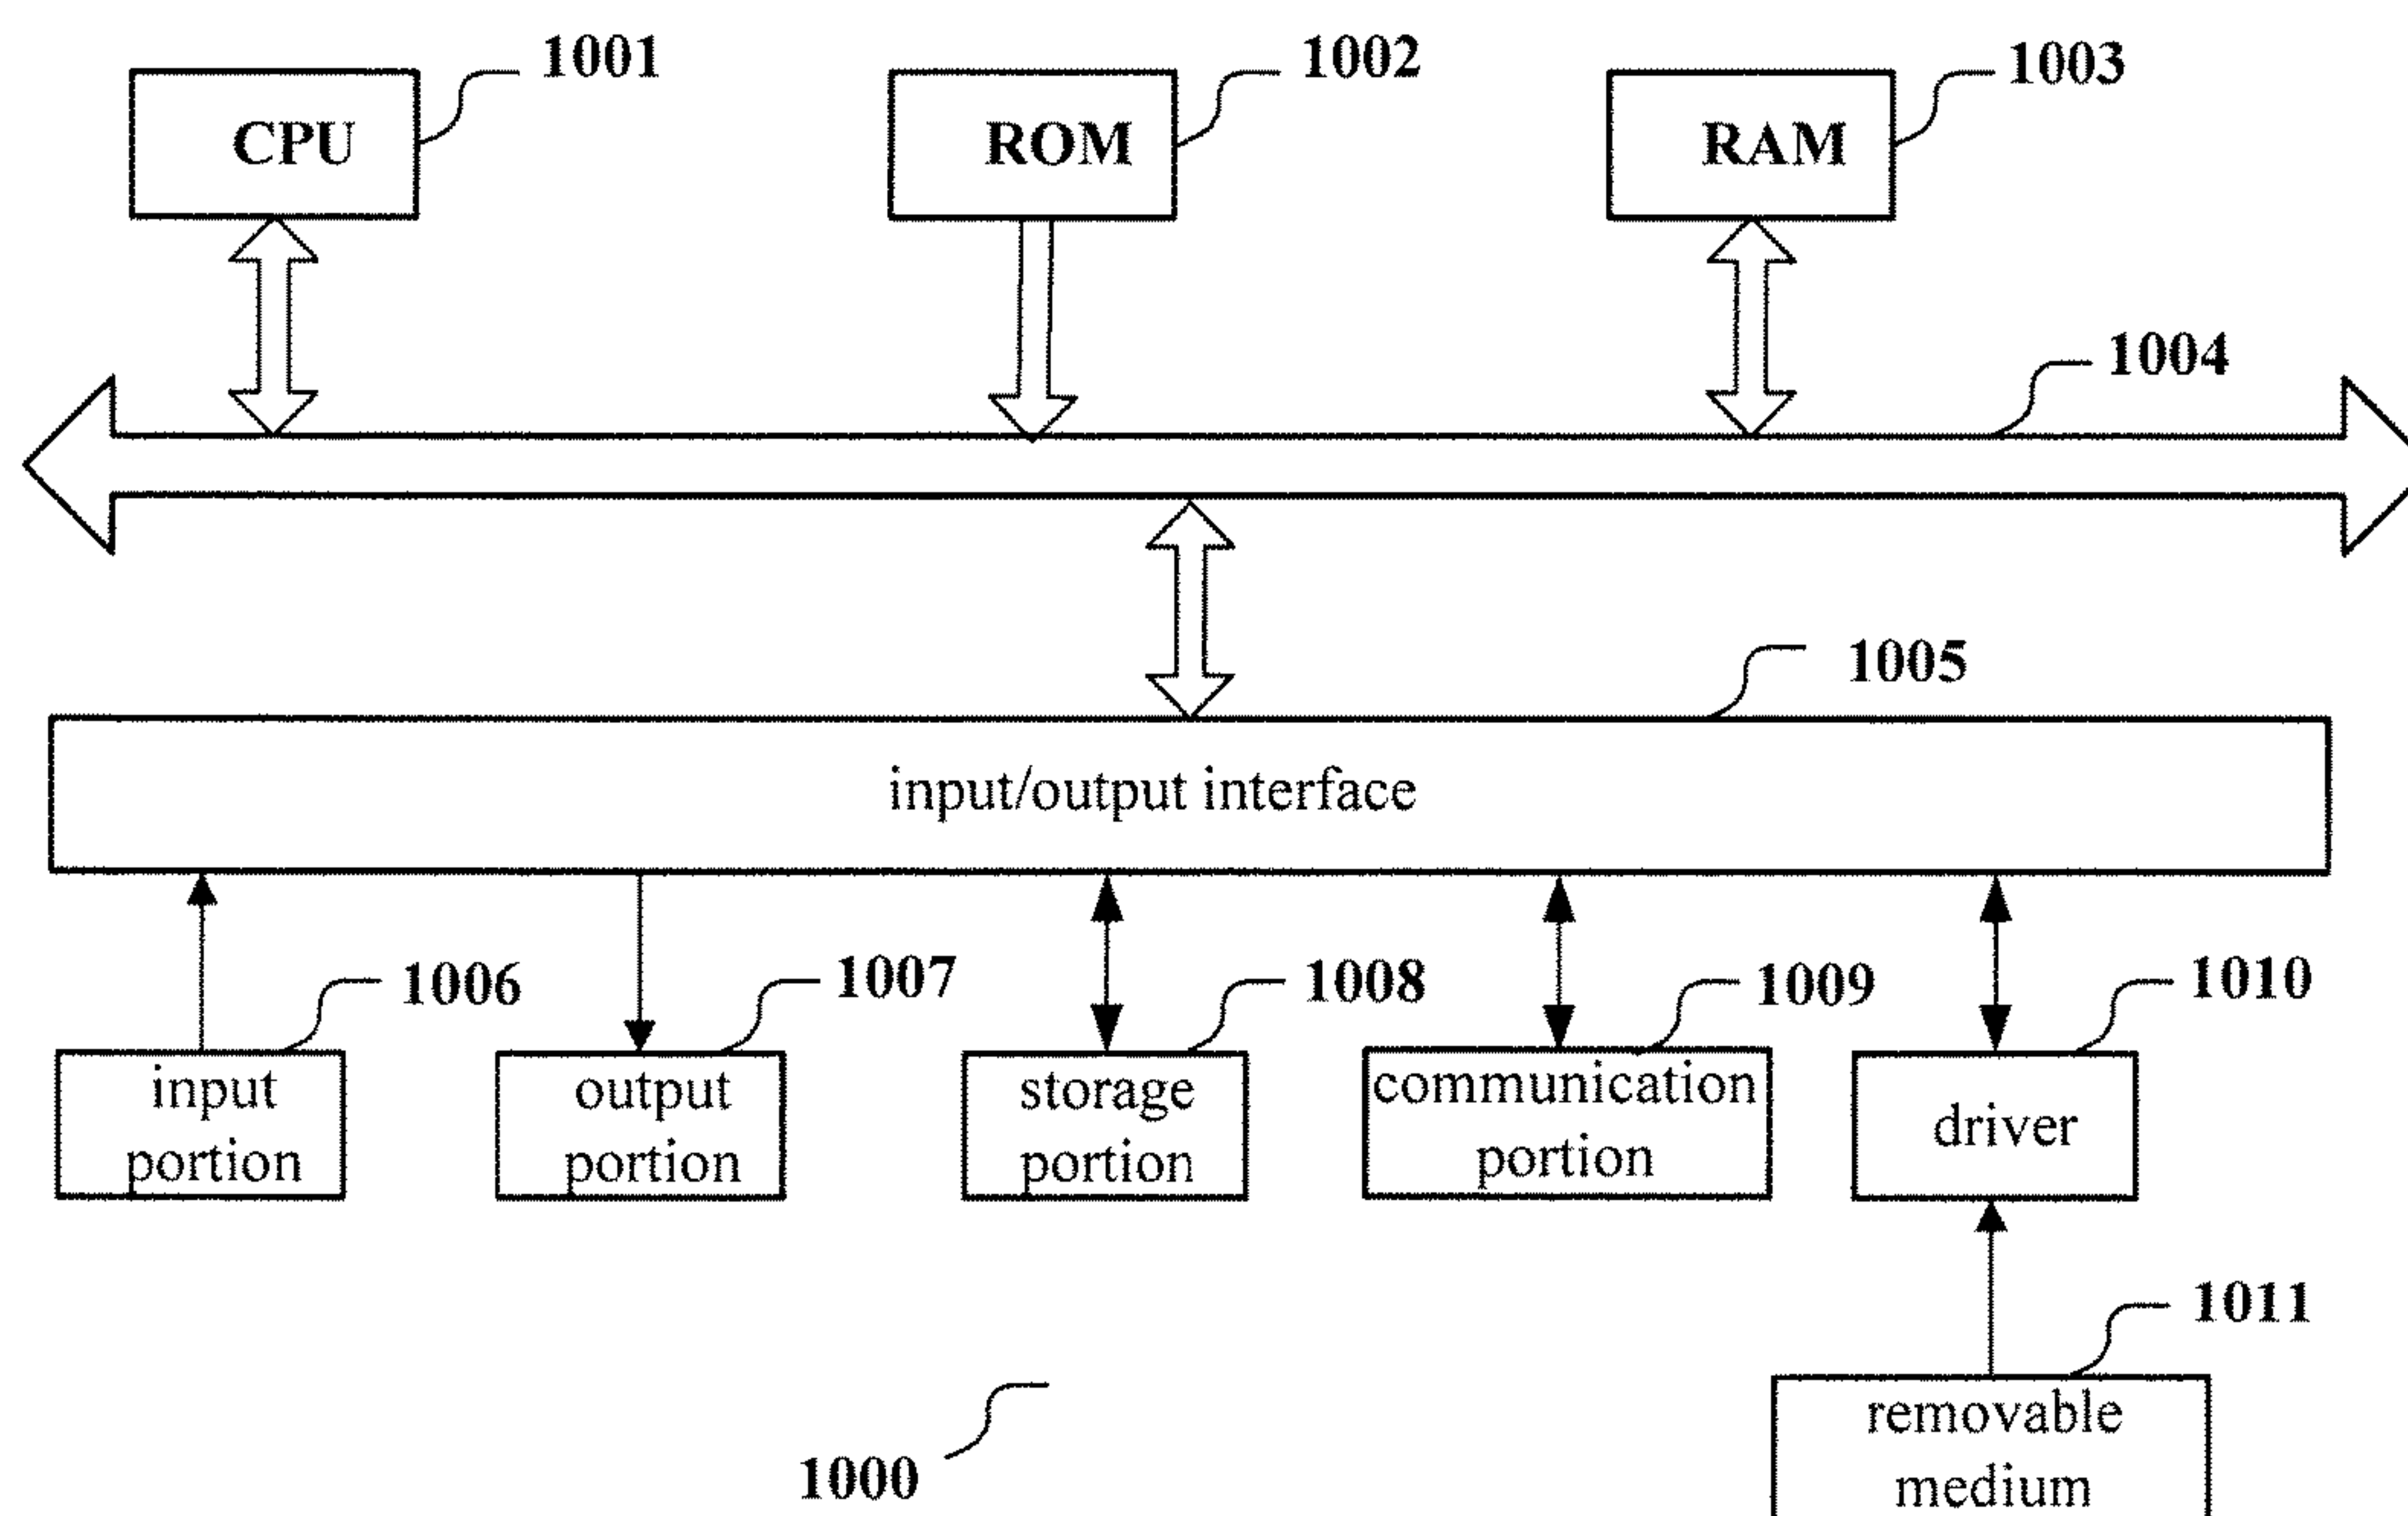 1001
1002
1003
CPU
ROM
RAM
1004
1005
input/output interface
1006
1007
1008
1009
1010
input
portion
output
portion
storage
portion
communication
portion
driver
1011
removable
medium
1000